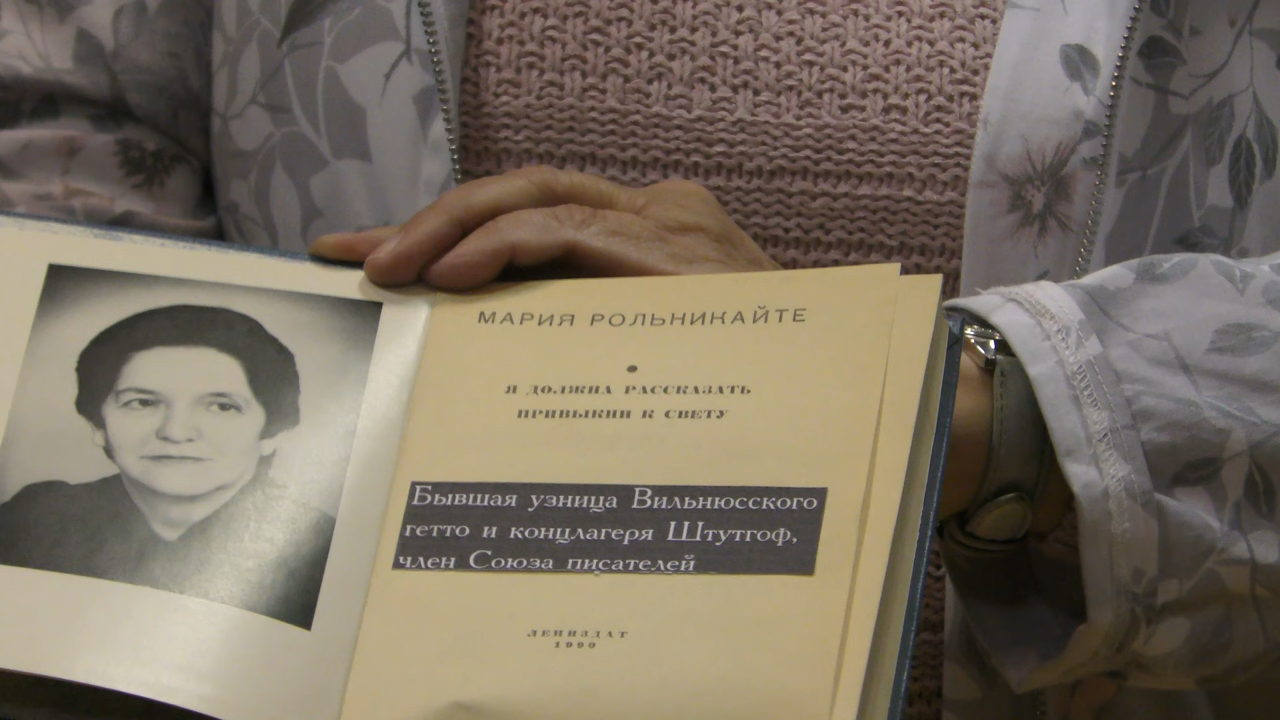 МАРИЯ РОЛЬНИКАЙТЕ
Я ДОЛЖНА РАССКАЗАТЬ
ПРИВЫКНИ К СВЕТУ
Бывшая узница Вильнюсского
гетто и концлагеря Штутгоф,
член Союза писателей
ЛЕНИЗДАТ
1990